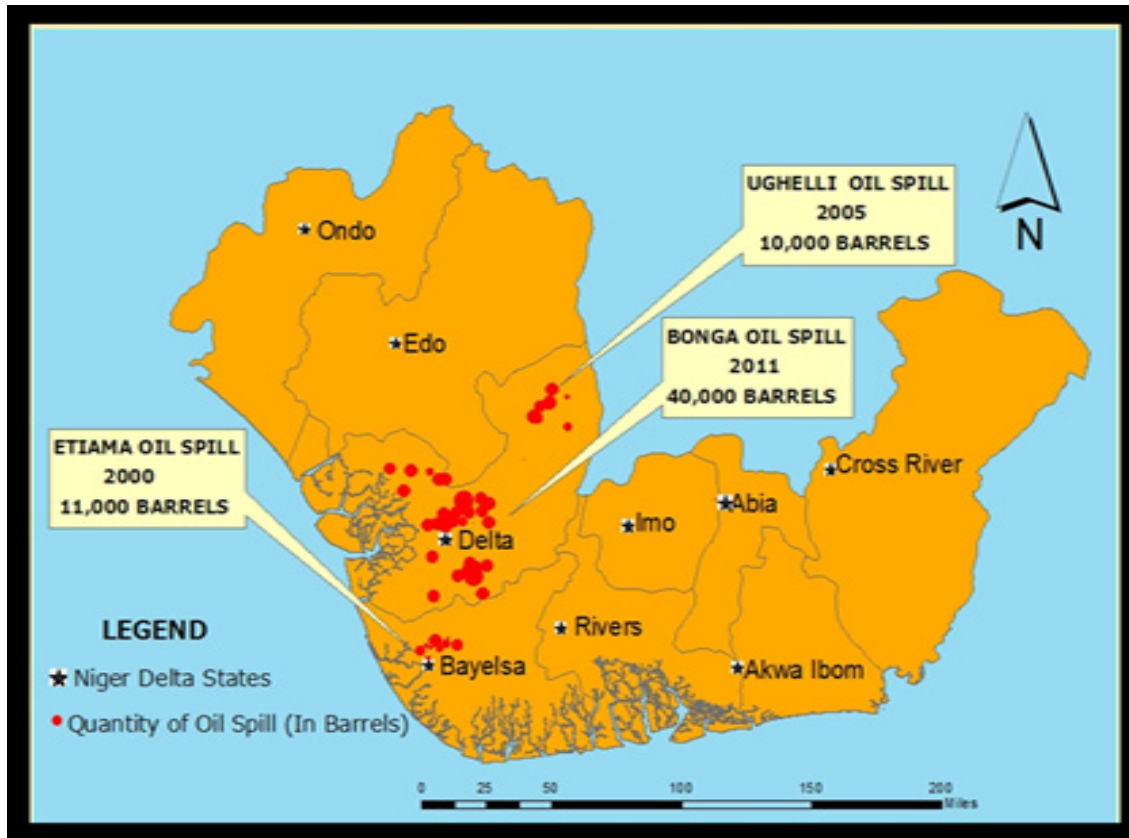 UGHELLI OIL SPILL
2005
10,000 BARRELS
N
Ondo
Edo
BONGA OIL SPILL
2011
40,000 BARRELS
ETIAMA OIL SPILL
2000
11,000 BARRELS
Cross River
Abia
Imo
Delta
Rivers
Bayelsa
Akwa Ibom
LEGEND
Niger Delta States
Quantity of Oil Spill (In Barrels)
0 25 50 100 150 200
Miles